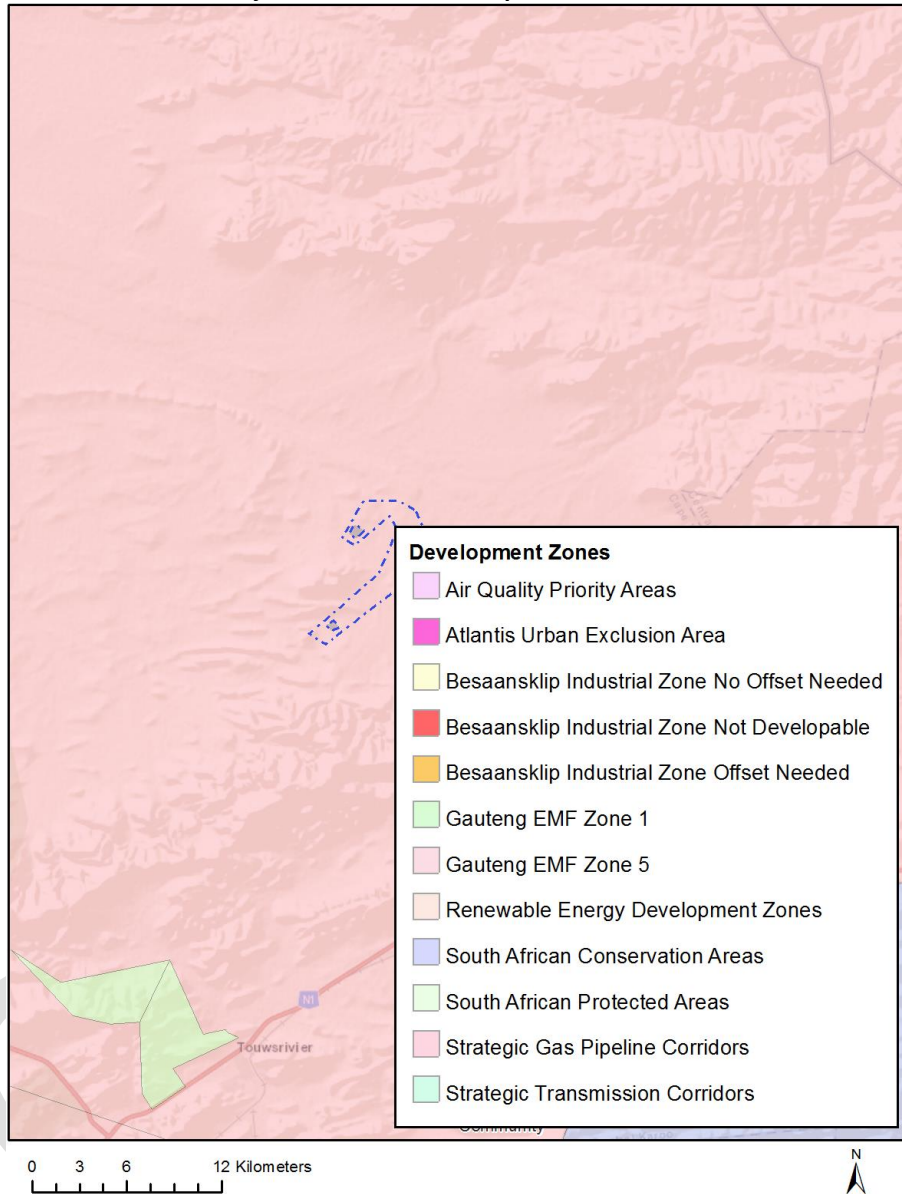 Development Zones
Air Quality Priority Areas
Atlantis Urban Exclusion Area
Besaansklip Industrial Zone No Offset Needed
Besaansklip Industrial Zone Not Developable
Besaansklip Industrial Zone Offset Needed
Gauteng EMF Zone 1
Gauteng EMF Zone 5
Renewable Energy Development Zones
South African Conservation Areas
South African Protected Areas
Strategic Gas Pipeline Corridors
Strategic Transmission Corridors
N1
Touwsrivier
Community
0 3 6 12 Kilometers
N